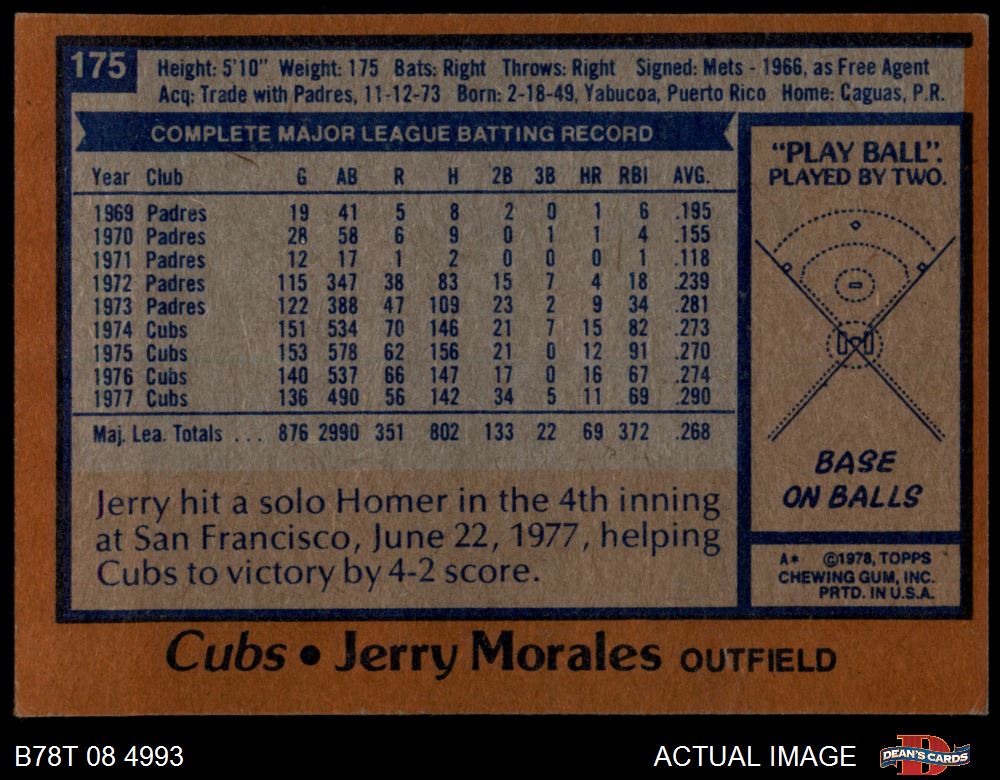 175
Height: 5'10" Weight: 175 Bats: Right Throws: Right Signed: Mets - 1966, as Free Agent
Acq: Trade with Padres, 11-12-73 Born: 2-18-49, Yabucoa, Puerto Rico Home: Caguas, P.R.
COMPLETE MAJOR LEAGUE BATTING RECORD
Year Club G AB R H 2B 3B HR RBI AVG.
1969 Padres 19 41 5 8 2 0 1 6 .195
1970 Padres 28 58 6 9 0 1 1 4 .155
1971 Padres 12 17 1 2 0 0 0 1 .118
1972 Padres 115 347 38 83 15 7 4 18 .239
1973 Padres 122 388 47 109 23 2 9 34 .281
1974 Cubs 151 534 70 146 21 7 15 82 .273
1975 Cubs 153 578 62 156 21 0 12 91 .270
1976 Cubs 140 537 66 147 17 0 16 67 .274
1977 Cubs 136 490 56 142 34 5 11 69 .290
Maj. Lea. Totals ... 876 2990 351 802 133 22 69 372 .268
Jerry hit a solo Homer in the 4th inning
at San Francisco, June 22, 1977, helping
Cubs to victory by 4-2 score.
"PLAY BALL".
PLAYED BY TWO.
BASE
ON BALLS
A* ©1978, TOPPS
CHEWING GUM, INC.
PRTD. IN U.S.A.
Cubs • Jerry Morales OUTFIELD
B78T 08 4993
ACTUAL IMAGE
DEAN'S CARDS